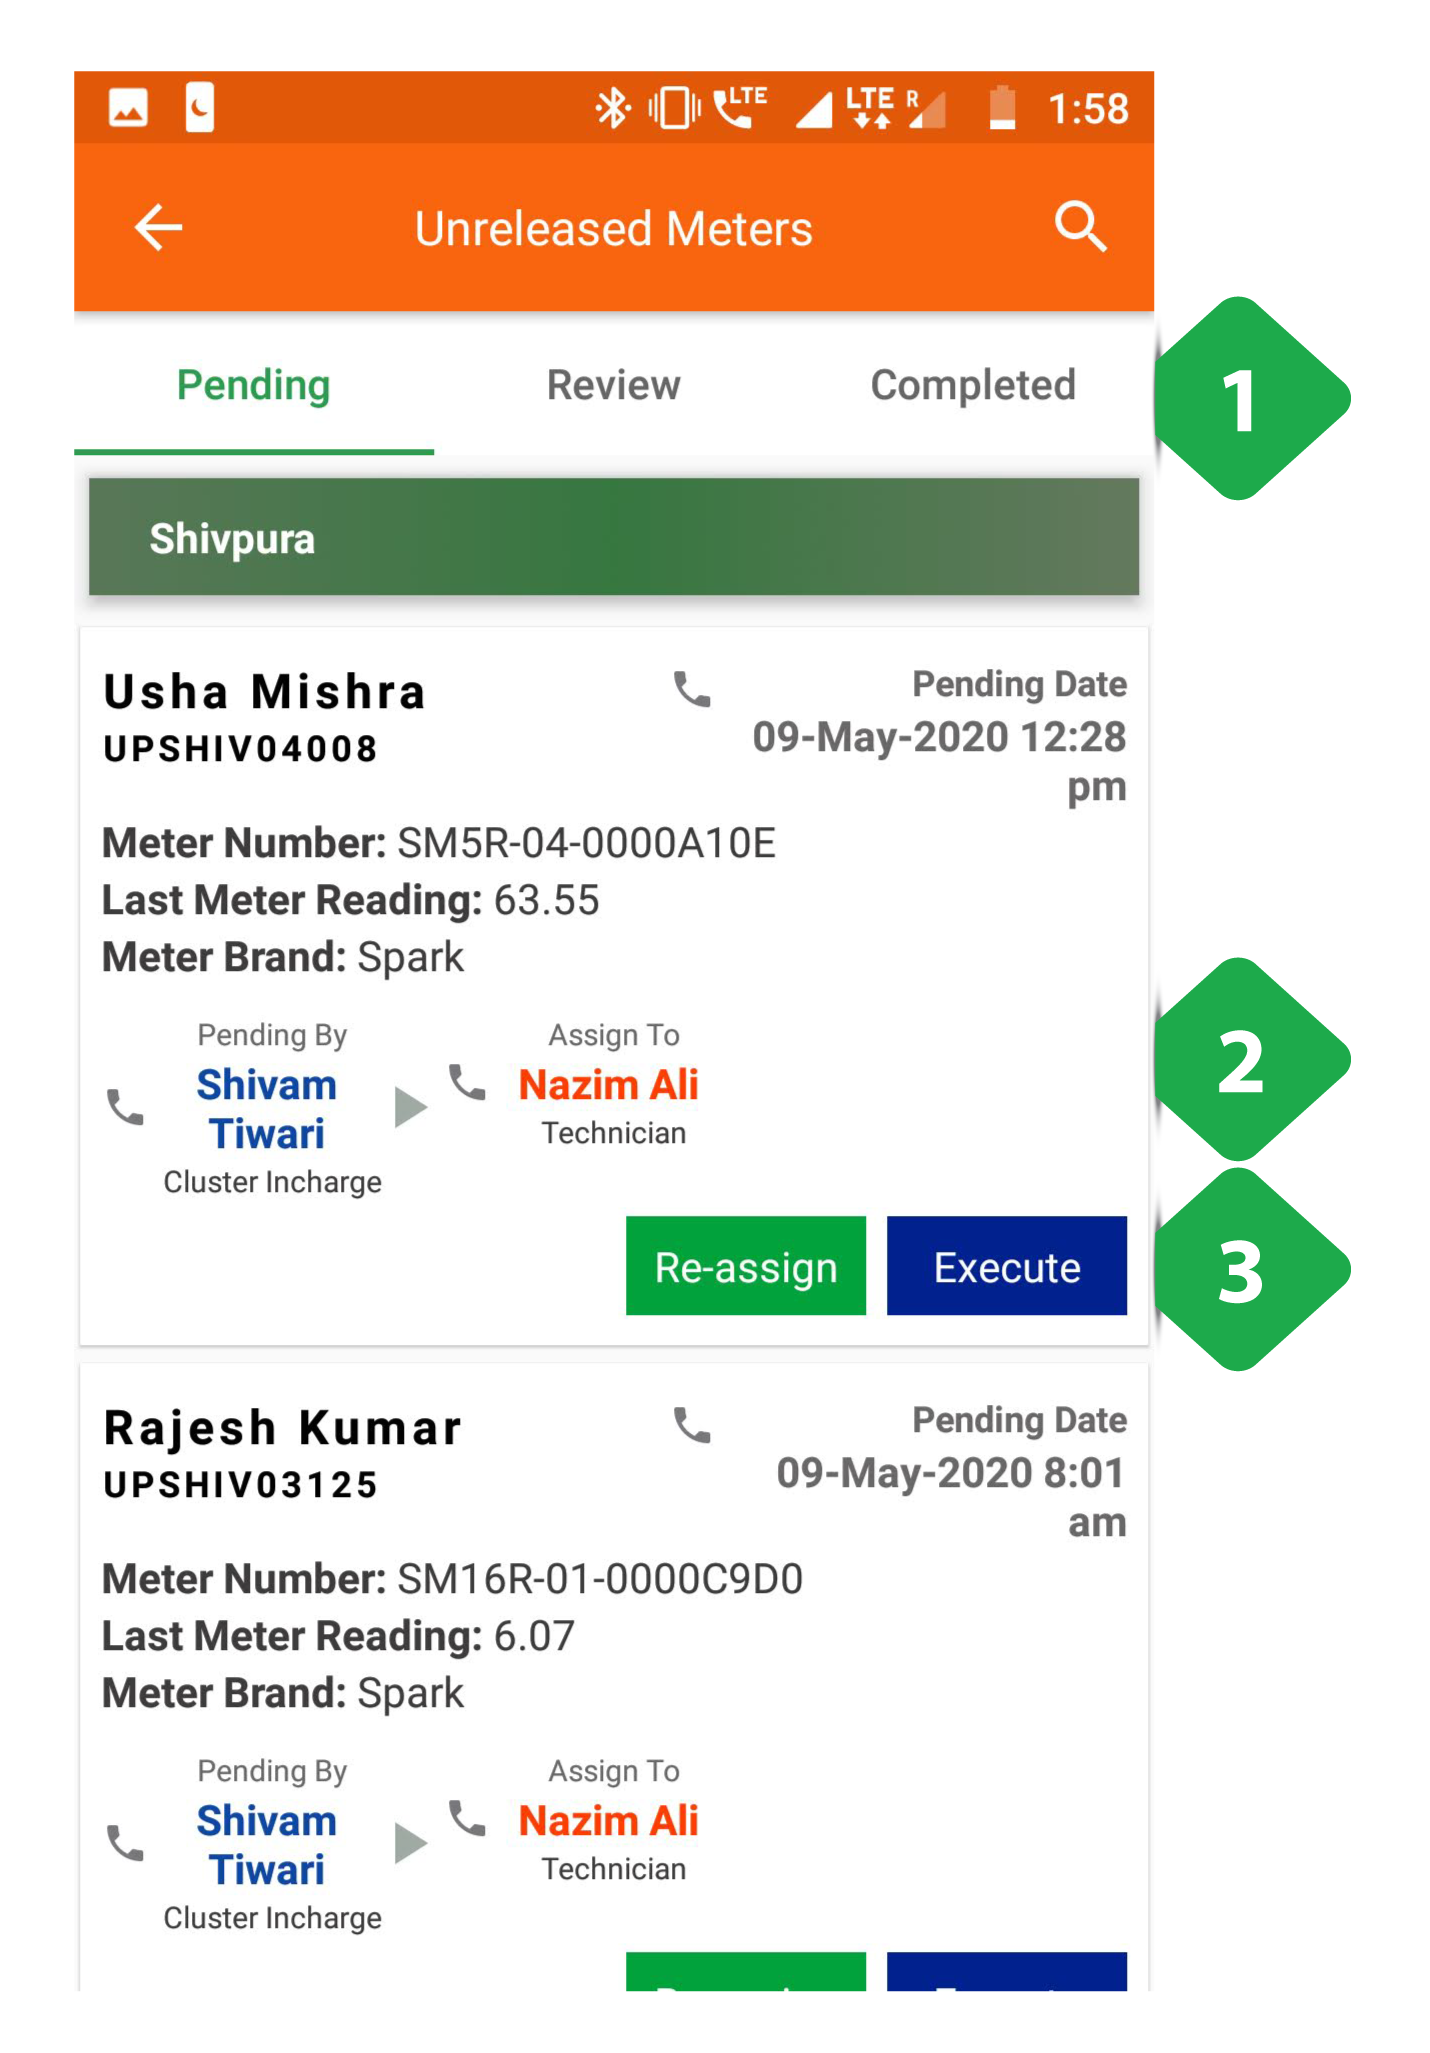 LTE LTE R 1:58
Unreleased Meters
Pending Review Completed
1
Shivpura
Usha Mishra
UPSHIV04008
Pending Date
09-May-2020 12:28
pm
Meter Number: SM5R-04-0000A10E
Last Meter Reading: 63.55
Meter Brand: Spark
Pending By
Shivam
Tiwari
Cluster Incharge
Assign To
Nazim Ali
Technician
2
Re-assign Execute
3
Rajesh Kumar
UPSHIV03125
Pending Date
09-May-2020 8:01
am
Meter Number: SM16R-01-0000C9D0
Last Meter Reading: 6.07
Meter Brand: Spark
Pending By
Shivam
Tiwari
Cluster Incharge
Assign To
Nazim Ali
Technician